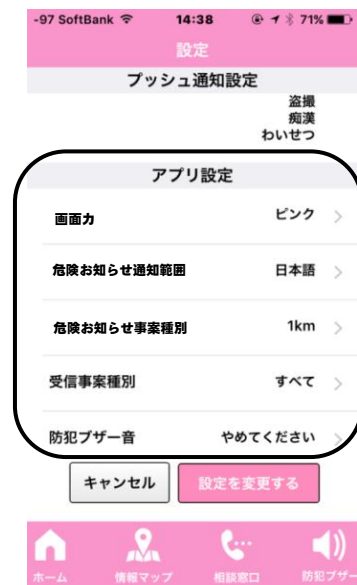 -97 SoftBank 14:38 71%
設定
プッシュ通知設定
盗撮
痴漢
わいせつ
アプリ設定
画面カ ピンク
危険お知らせ通知範囲 日本語
危険お知らせ事案種別 1km
受信事案種別 すべて
防犯ブザー音 やめてください
キャンセル 設定を変更する
ホーム 情報マップ 相談窓口 防犯ブザー